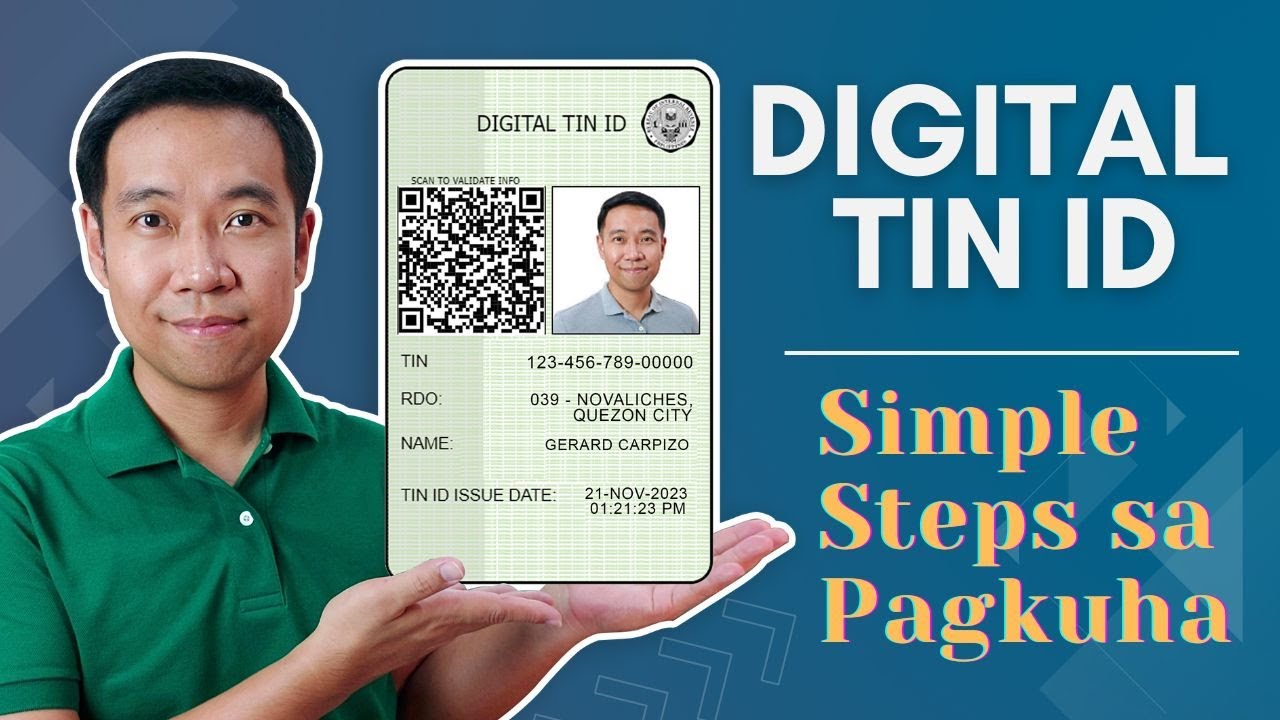 DIGITAL TIN ID
SCAN TO VALIDATE INFO
TIN 123-456-789-00000
RDO: 039 - NOVALICHES,
QUEZON CITY
NAME: GERARD CARPIZO
TIN ID ISSUE DATE: 21-NOV-2023
01:21:23 PM
DIGITAL
TIN ID
Simple
Steps sa
Pagkuha